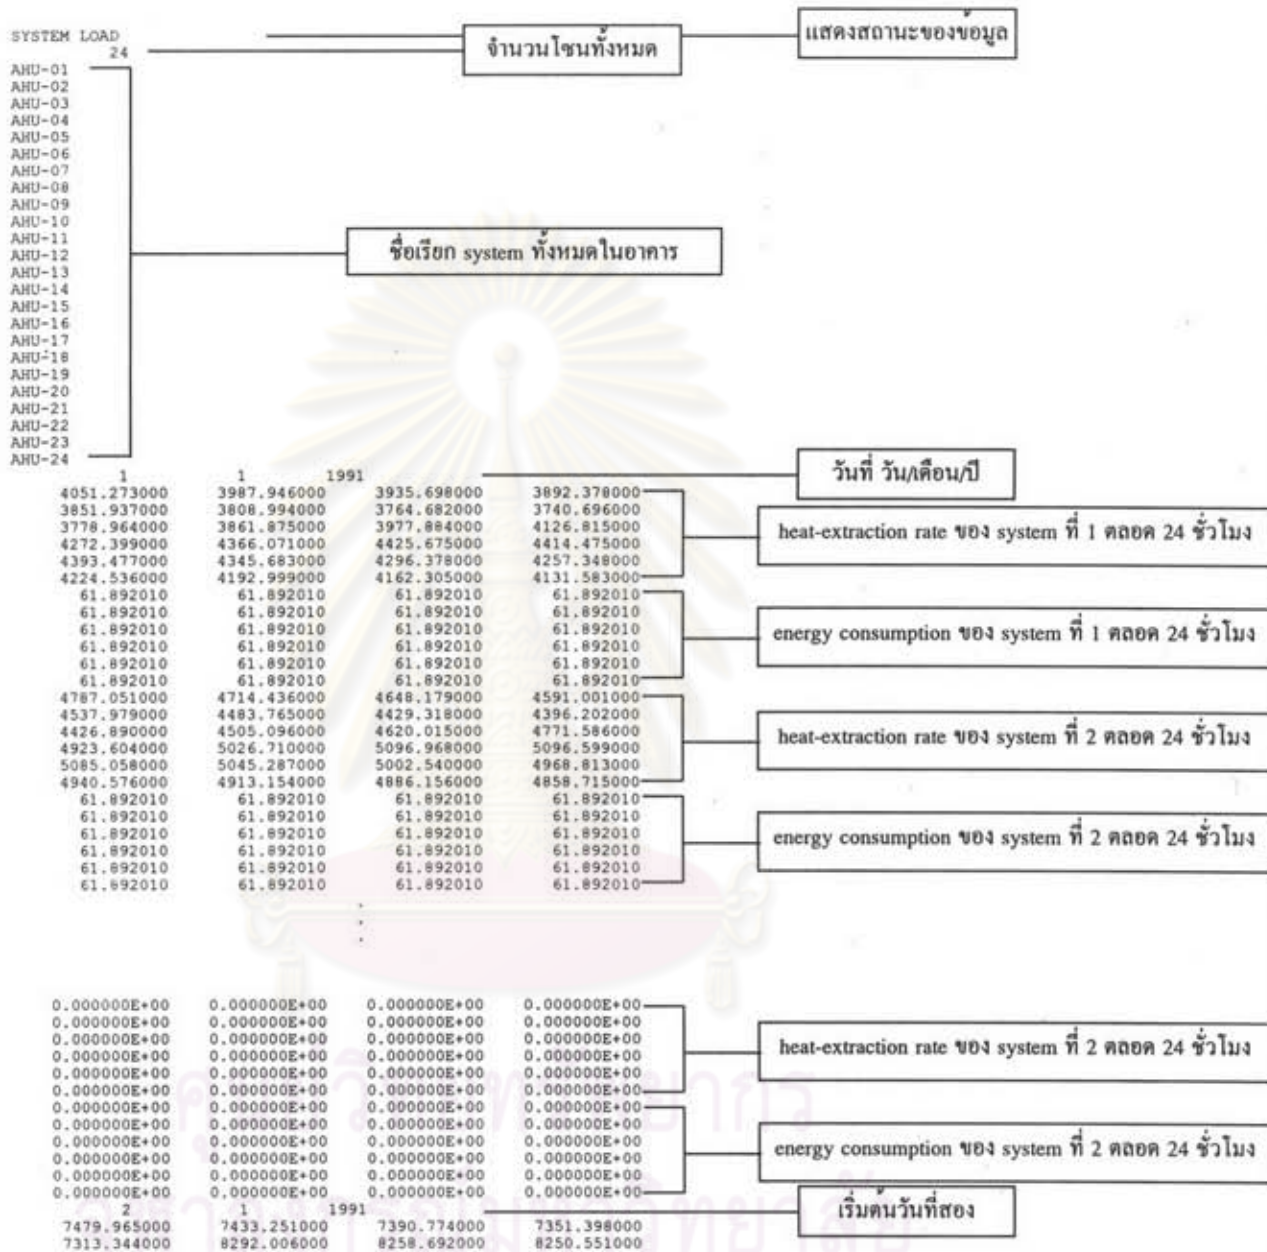 SYSTEM LOAD
แสดงสถานะของข้อมูล
24
จำนวนโซนทั้งหมด
AHU-01
AHU-02
AHU-03
AHU-04
AHU-05
AHU-06
AHU-07
AHU-08
AHU-09
AHU-10
AHU-11
AHU-12
AHU-13
AHU-14
AHU-15
AHU-16
AHU-17
AHU-18
AHU-19
AHU-20
AHU-21
AHU-22
AHU-23
AHU-24
ชื่อเรียก system ทั้งหมดในอาคาร
1 1 1991
วันที่ วัน/เดือน/ปี
4051.273000 3987.946000 3935.698000 3892.378000
3851.937000 3808.994000 3764.682000 3740.696000
3778.964000 3861.875000 3977.884000 4126.815000
4272.399000 4366.071000 4425.675000 4414.475000
4393.477000 4345.683000 4296.378000 4257.348000
4224.536000 4192.999000 4162.305000 4131.583000
heat-extraction rate ของ system ที่ 1 ตลอด 24 ชั่วโมง
61.892010 61.892010 61.892010 61.892010
61.892010 61.892010 61.892010 61.892010
61.892010 61.892010 61.892010 61.892010
61.892010 61.892010 61.892010 61.892010
61.892010 61.892010 61.892010 61.892010
61.892010 61.892010 61.892010 61.892010
energy consumption ของ system ที่ 1 ตลอด 24 ชั่วโมง
4787.051000 4714.436000 4648.179000 4591.001000
4537.979000 4483.765000 4429.318000 4396.202000
4426.890000 4505.096000 4620.015000 4771.586000
4923.604000 5026.710000 5096.968000 5096.599000
5085.058000 5045.287000 5002.540000 4968.813000
4940.576000 4913.154000 4886.156000 4858.715000
heat-extraction rate ของ system ที่ 2 ตลอด 24 ชั่วโมง
61.892010 61.892010 61.892010 61.892010
61.892010 61.892010 61.892010 61.892010
61.892010 61.892010 61.892010 61.892010
61.892010 61.892010 61.892010 61.892010
61.892010 61.892010 61.892010 61.892010
61.892010 61.892010 61.892010 61.892010
energy consumption ของ system ที่ 2 ตลอด 24 ชั่วโมง
0.000000E+00 0.000000E+00 0.000000E+00 0.000000E+00
0.000000E+00 0.000000E+00 0.000000E+00 0.000000E+00
0.000000E+00 0.000000E+00 0.000000E+00 0.000000E+00
0.000000E+00 0.000000E+00 0.000000E+00 0.000000E+00
0.000000E+00 0.000000E+00 0.000000E+00 0.000000E+00
0.000000E+00 0.000000E+00 0.000000E+00 0.000000E+00
heat-extraction rate ของ system ที่ 2 ตลอด 24 ชั่วโมง
0.000000E+00 0.000000E+00 0.000000E+00 0.000000E+00
0.000000E+00 0.000000E+00 0.000000E+00 0.000000E+00
0.000000E+00 0.000000E+00 0.000000E+00 0.000000E+00
0.000000E+00 0.000000E+00 0.000000E+00 0.000000E+00
0.000000E+00 0.000000E+00 0.000000E+00 0.000000E+00
0.000000E+00 0.000000E+00 0.000000E+00 0.000000E+00
energy consumption ของ system ที่ 2 ตลอด 24 ชั่วโมง
2 1 1991
เริ่มต้นวันที่สอง
7479.965000 7433.251000 7390.774000 7351.398000
7313.344000 8292.006000 8258.692000 8250.551000